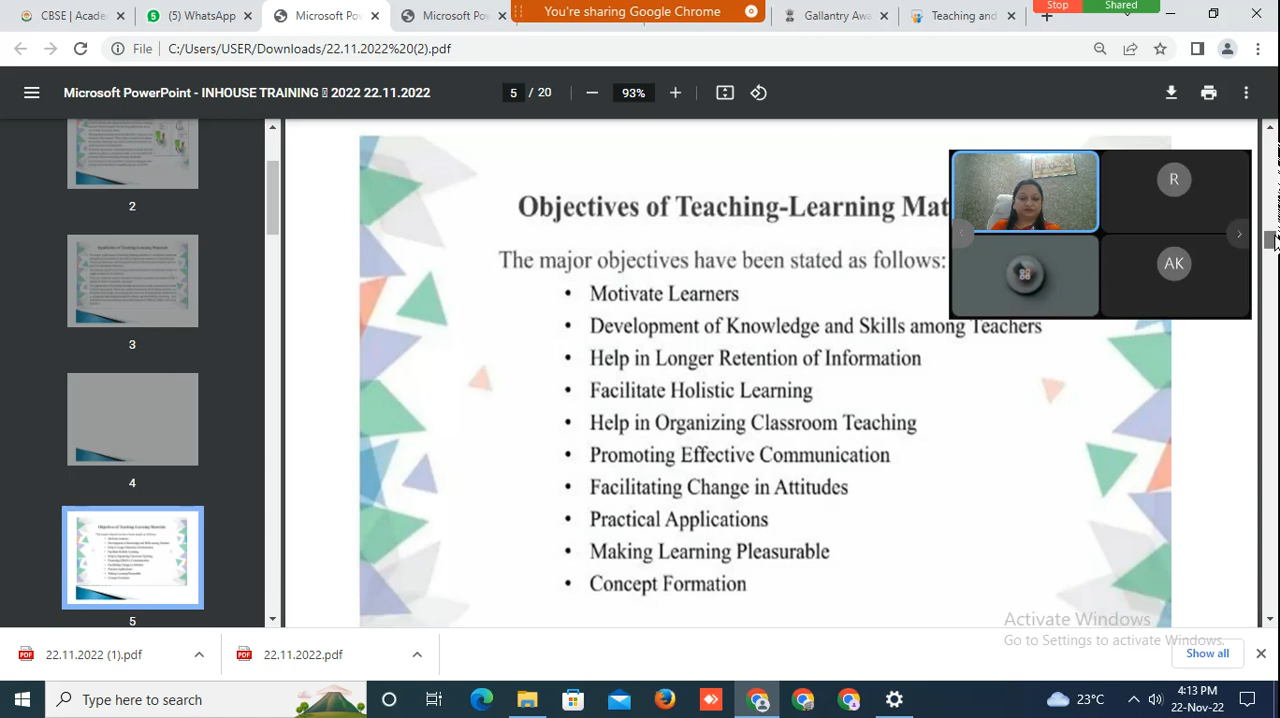 CBSE | Acade
(5) WhatsApp
Microsoft Po
Microsoft Po
You're sharing Google Chrome
Gallantry Awa
Teaching and
Stop
Shared
File
C:/Users/USER/Downloads/22.11.2022%20(2).pdf
Microsoft PowerPoint - INHOUSE TRAINING 2022 22.11.2022
5 / 20
93%
2
3
4
5
Objectives of Teaching-Learning Mat
The major objectives have been stated as follows:
• Motivate Learners
• Development of Knowledge and Skills among Teachers
• Help in Longer Retention of Information
• Facilitate Holistic Learning
• Help in Organizing Classroom Teaching
• Promoting Effective Communication
• Facilitating Change in Attitudes
• Practical Applications
• Making Learning Pleasurable
• Concept Formation
R
AK
Activate Windows
Go to Settings to activate Windows.
22.11.2022 (1).pdf
22.11.2022.pdf
Show all
Type here to search
23°C
4:13 PM
22-Nov-22